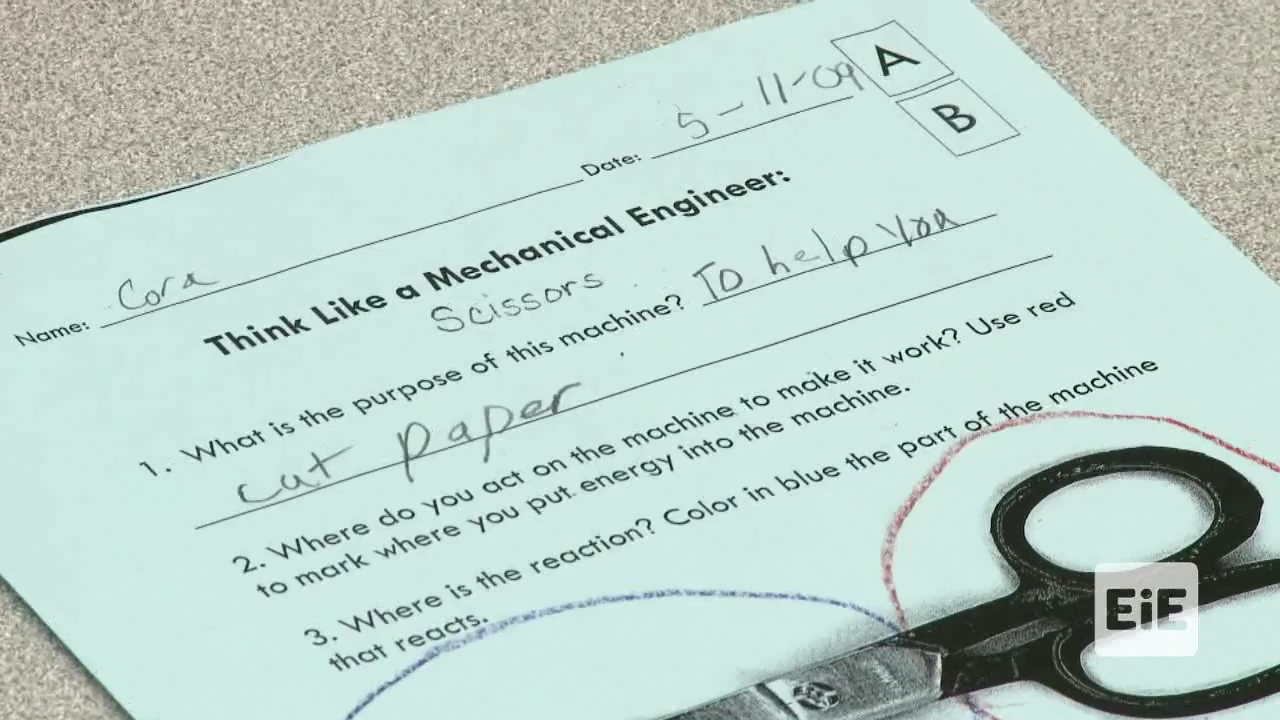 A
B
Name: Cora Date: 5-11-09
Think Like a Mechanical Engineer:
Scissors
1. What is the purpose of this machine? To help you
cut paper
2. Where do you act on the machine to make it work? Use red
to mark where you put energy into the machine.
3. Where is the reaction? Color in blue the part of the machine
that reacts.
EiE